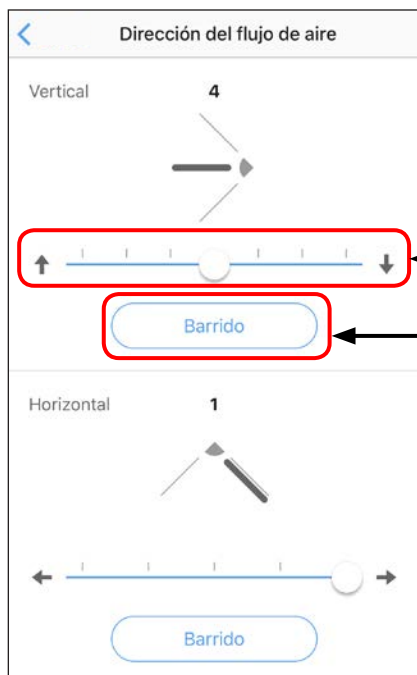 Dirección del flujo de aire
Vertical 4
Barrido
Horizontal 1
Barrido